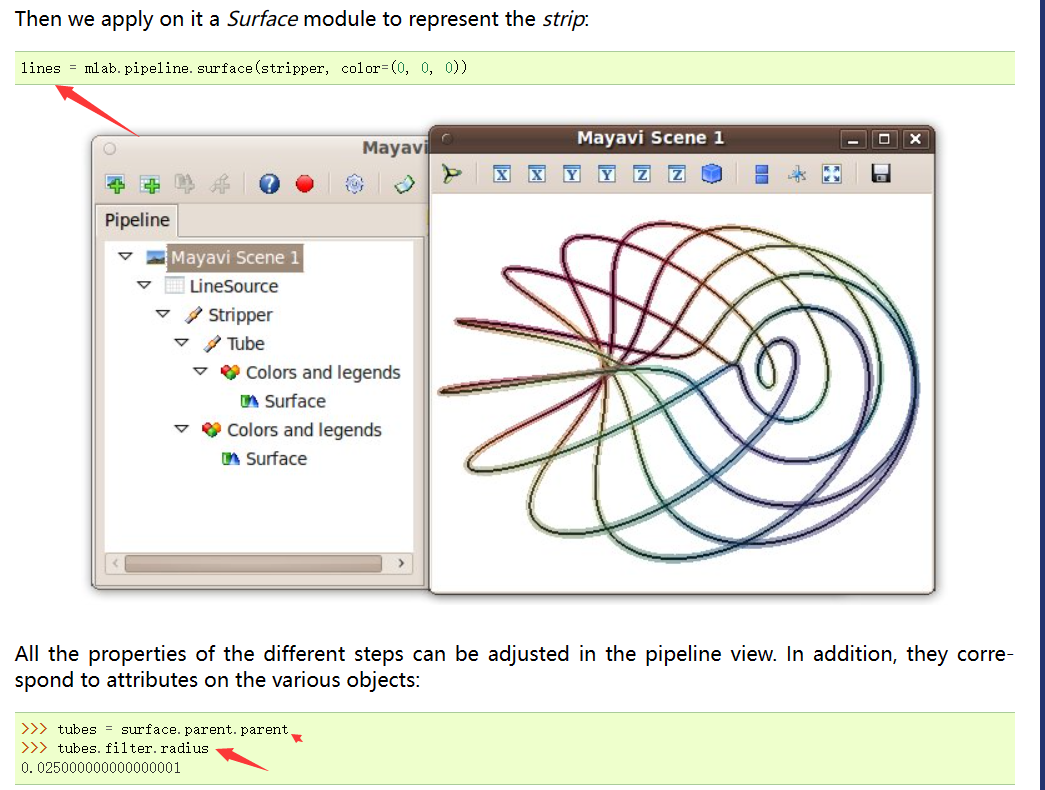 Then we apply on it a Surface module to represent the strip:
lines = mlab.pipeline.surface(stripper, color=(0, 0, 0))
Mayavi
Mayavi Scene 1
X X Y Y Z Z
Pipeline
Mayavi Scene 1
LineSource
Stripper
Tube
Colors and legends
Surface
Colors and legends
Surface
All the properties of the different steps can be adjusted in the pipeline view. In addition, they corre-
spond to attributes on the various objects:
>>> tubes = surface.parent.parent
>>> tubes.filter.radius
0.025000000000000001